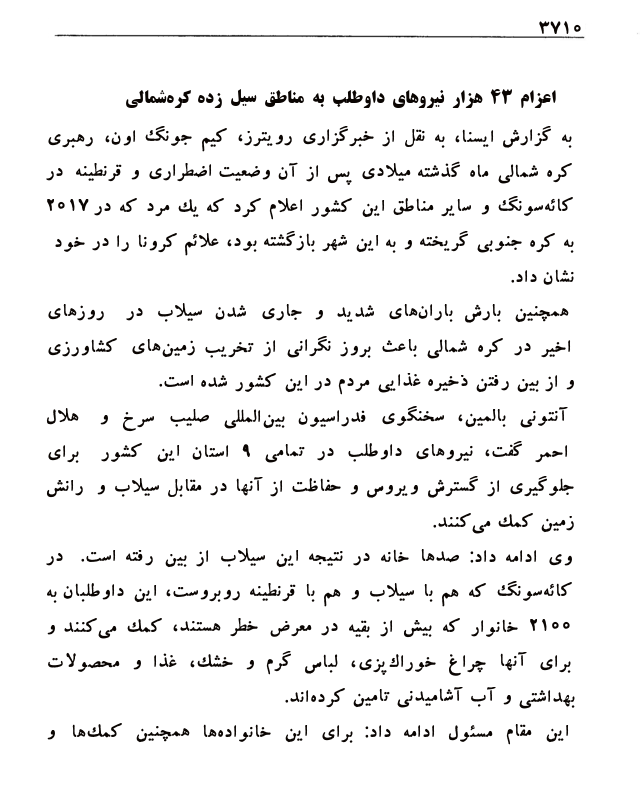 ۳۷۱۰
اعزام ۴۳ هزار نیروهای داوطلب به مناطق سیل زده کره‌شمالی
به گزارش ایسنا، به نقل از خبرگزاری رویترز، کیم جونگ اون، رهبری
کره شمالی ماه گذشته میلادی پس از آن وضعیت اضطراری و قرنطینه در
کائه‌سونگ و سایر مناطق این کشور اعلام کرد که یك مرد که در ۲۰۱۷
به کره جنوبی گریخته و به این شهر بازگشته بود، علائم کرونا را در خود
نشان داد.
همچنین بارش باران‌های شدید و جاری شدن سیلاب در روزهای
اخیر در کره شمالی باعث بروز نگرانی از تخریب زمین‌های کشاورزی
و از بین رفتن ذخیره غذایی مردم در این کشور شده است.
آنتونی بالمین، سخنگوی فدراسیون بین‌المللی صلیب سرخ و هلال
احمر گفت، نیروهای داوطلب در تمامی ۹ استان این کشور برای
جلوگیری از گسترش ویروس و حفاظت از آنها در مقابل سیلاب و رانش
زمین کمك می‌کنند.
وی ادامه داد: صدها خانه در نتیجه این سیلاب از بین رفته است. در
کائه‌سونگ که هم با سیلاب و هم با قرنطینه روبروست، این داوطلبان به
۲۱۰۰ خانوار که بیش از بقیه در معرض خطر هستند، کمك می‌کنند و
برای آنها چراغ خوراك‌پزی، لباس گرم و خشك، غذا و محصولات
بهداشتی و آب آشامیدنی تامین کرده‌اند.
این مقام مسئول ادامه داد: برای این خانواده‌ها همچنین کمك‌ها و